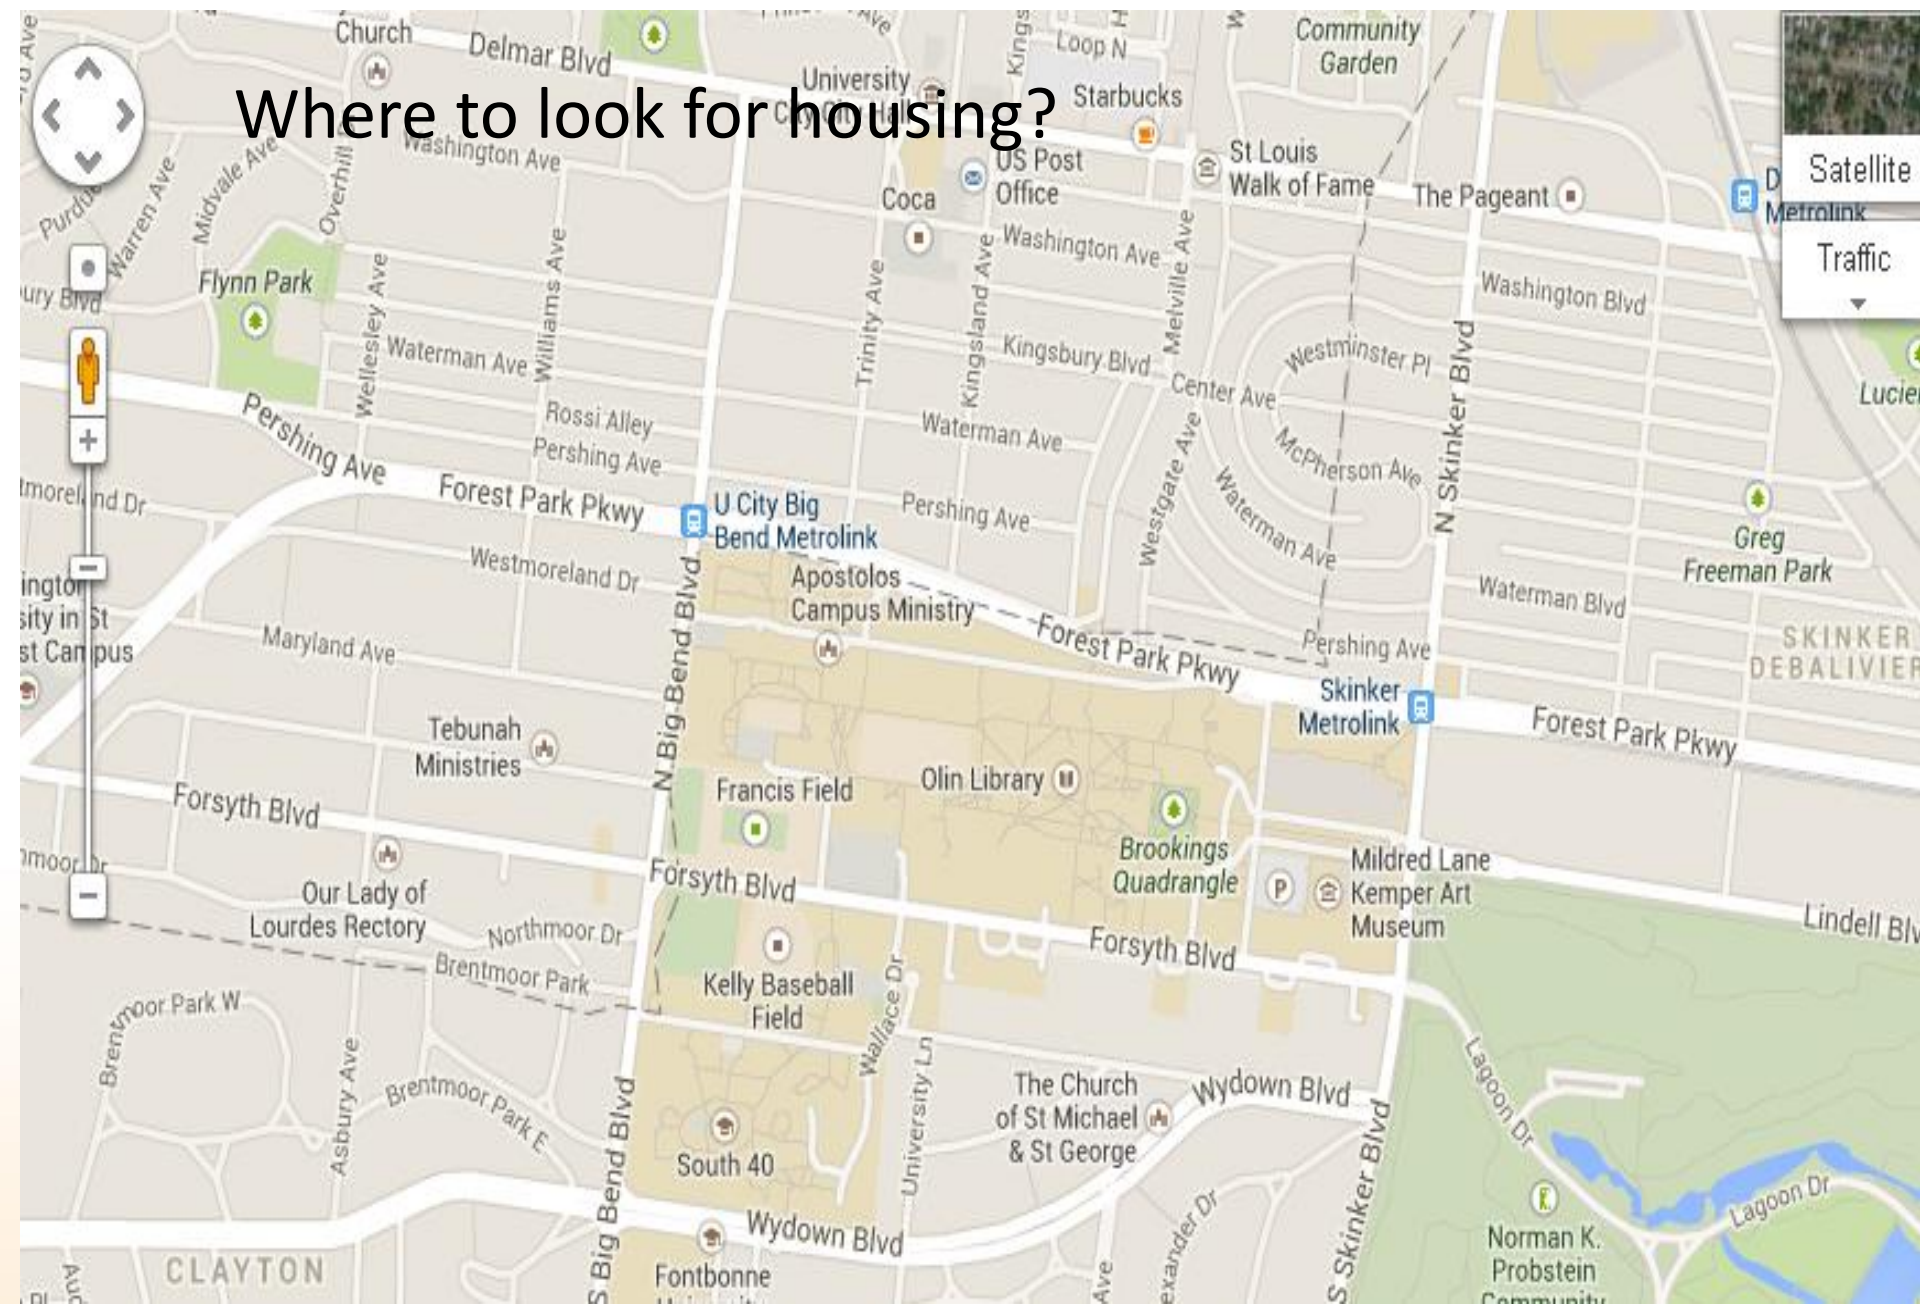 Where to look for housing?
Church
Delmar Blvd
University
City City Hall
Loop N
Starbucks
Community
Garden
US Post
Office
St Louis
Walk of Fame
The Pageant
Metrolink
Satellite
Traffic
Washington Ave
Midvale Ave
Warren Ave
Coca
Washington Ave
Melville Ave
Washington Blvd
Flynn Park
Wellesley Ave
Williams Ave
Trinity Ave
Kingsland Ave
Kingsbury Blvd
Westminster Pl
Center Ave
N Skinker Blvd
Waterman Ave
Rossi Alley
Pershing Ave
Waterman Ave
Westgate Ave
McPherson Ave
Waterman Ave
Pershing Ave
Forest Park Pkwy
U City Big
Bend Metrolink
Pershing Ave
Greg
Freeman Park
Westmoreland Dr
Apostolos
Campus Ministry
Waterman Blvd
SKINKER
Maryland Ave
N Big Bend Blvd
Forest Park Pkwy
Pershing Ave
Skinker
Metrolink
Forest Park Pkwy
Tebunah
Ministries
Francis Field
Olin Library
Forsyth Blvd
Forsyth Blvd
Brookings
Quadrangle
P
Mildred Lane
Kemper Art
Museum
Our Lady of
Lourdes Rectory
Northmoor Dr
Brentmoor Park
Forsyth Blvd
Kelly Baseball
Field
Wallace Dr
Brentmoor Park W
Asbury Ave
Brentmoor Park E
University Ln
The Church
of St Michael
& St George
Wydown Blvd
Lagoon Dr
South 40
S Big Bend Blvd
Wydown Blvd
S Skinker Blvd
Lagoon Dr
CLAYTON
Fontbonne
Ave
Norman K.
Probstein
Community